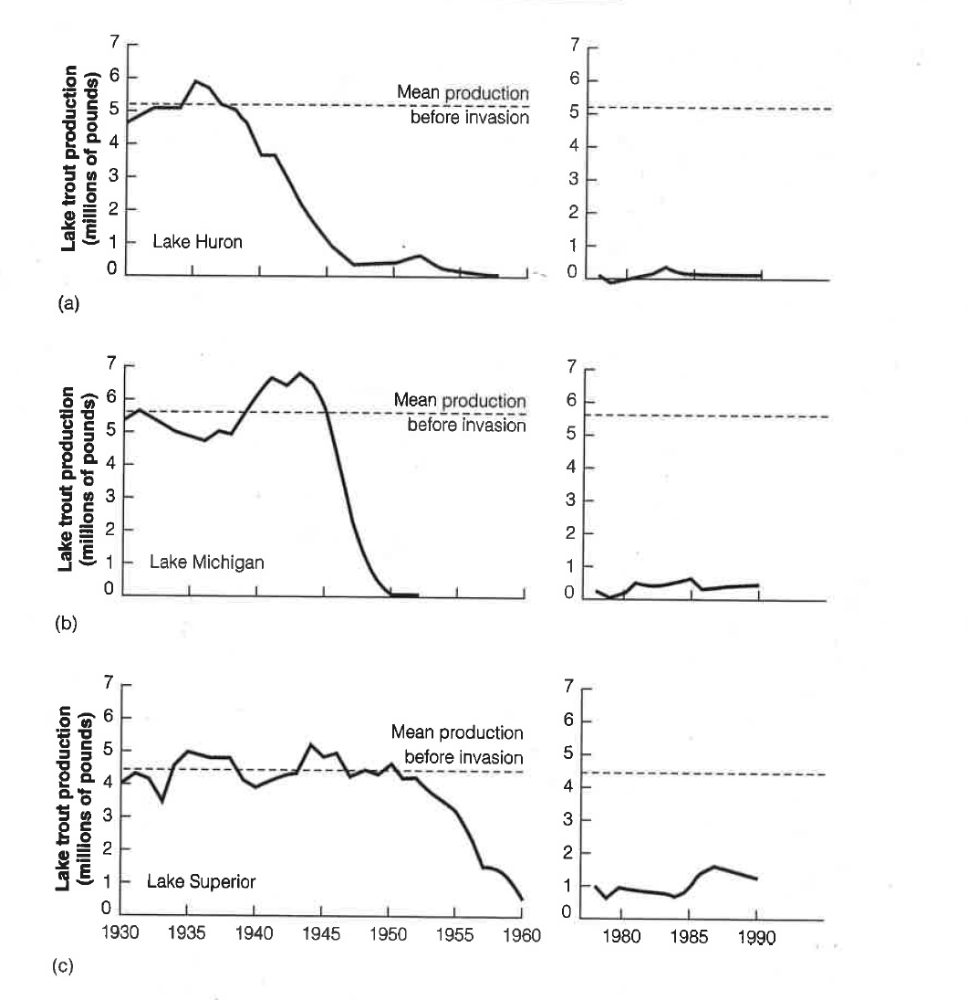 7
6
5
4
3
2
1
0
Lake trout production
(millions of pounds)
Mean production
before invasion
Lake Huron
7
6
5
4
3
2
1
0
(a)
7
6
5
4
3
2
1
0
Lake trout production
(millions of pounds)
Mean production
before invasion
Lake Michigan
7
6
5
4
3
2
1
0
(b)
7
6
5
4
3
2
1
0
Lake trout production
(millions of pounds)
Mean production
before invasion
Lake Superior
1930 1935 1940 1945 1950 1955 1960
7
6
5
4
3
2
1
0
1980 1985 1990
(c)